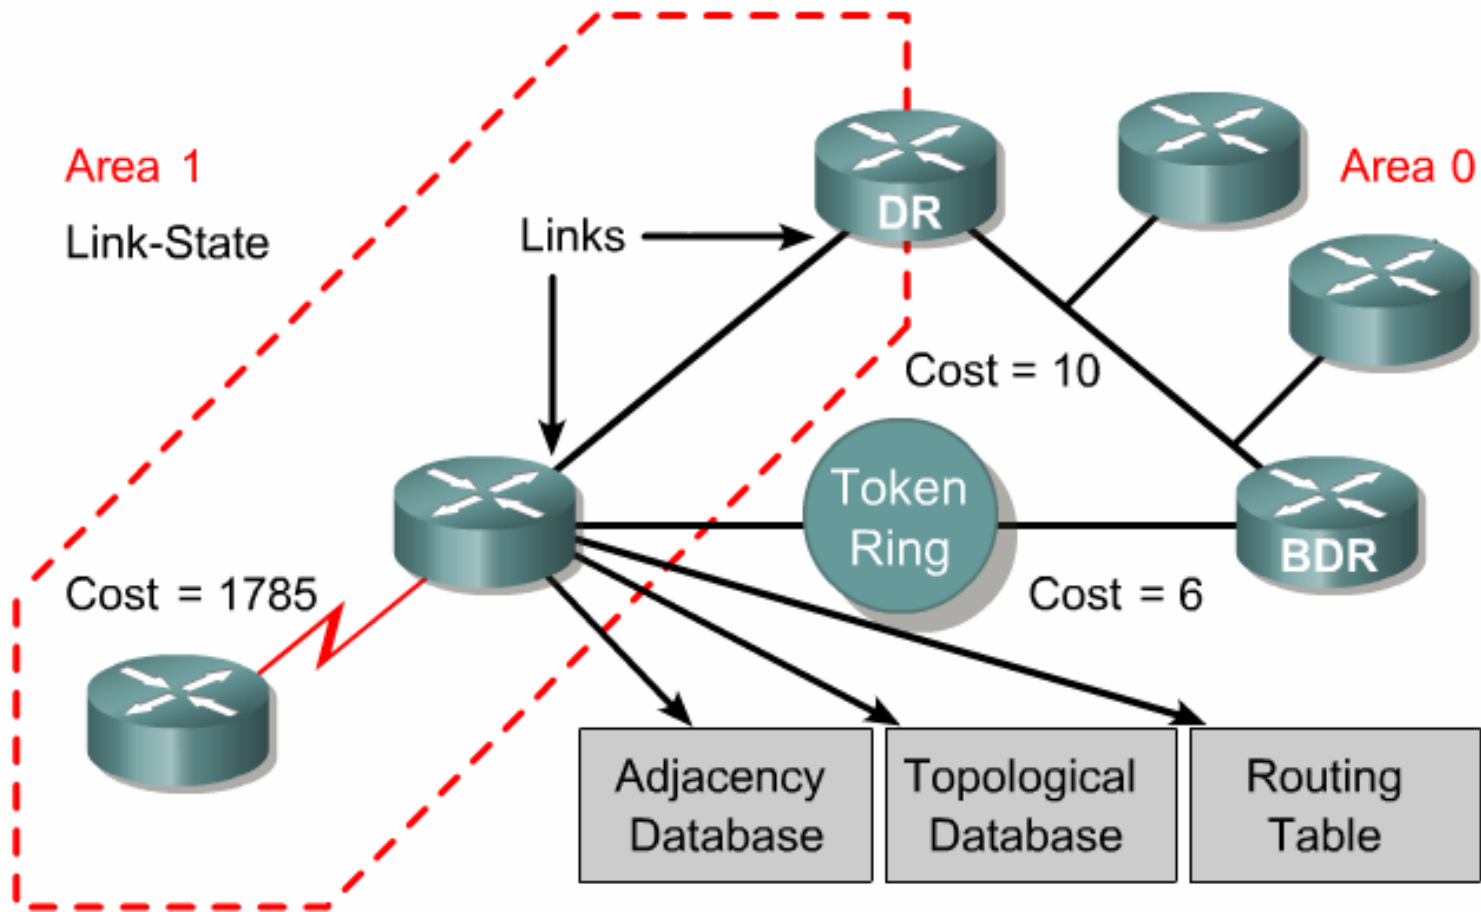 Area 1
Link-State
Links
DR
Area 0
Cost = 10
Token
Ring
BDR
Cost = 1785
Cost = 6
Adjacency
Database
Topological
Database
Routing
Table